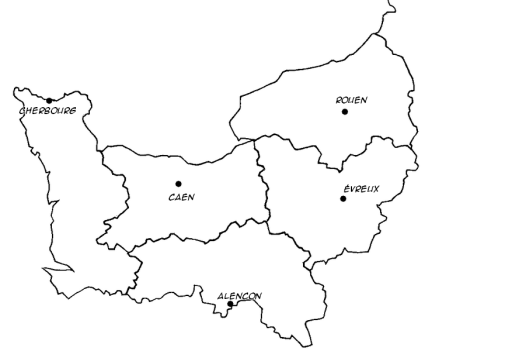 ROUEN
CHERBOURG
ÉVREUX
CAEN
ALENCON